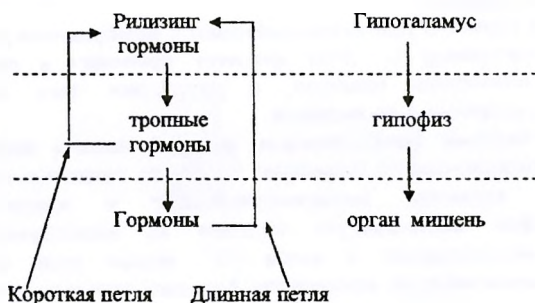 Рилизинг гормоны
Гипоталамус
тропные гормоны
гипофиз
Гормоны
орган мишень
Короткая петля
Длинная петля